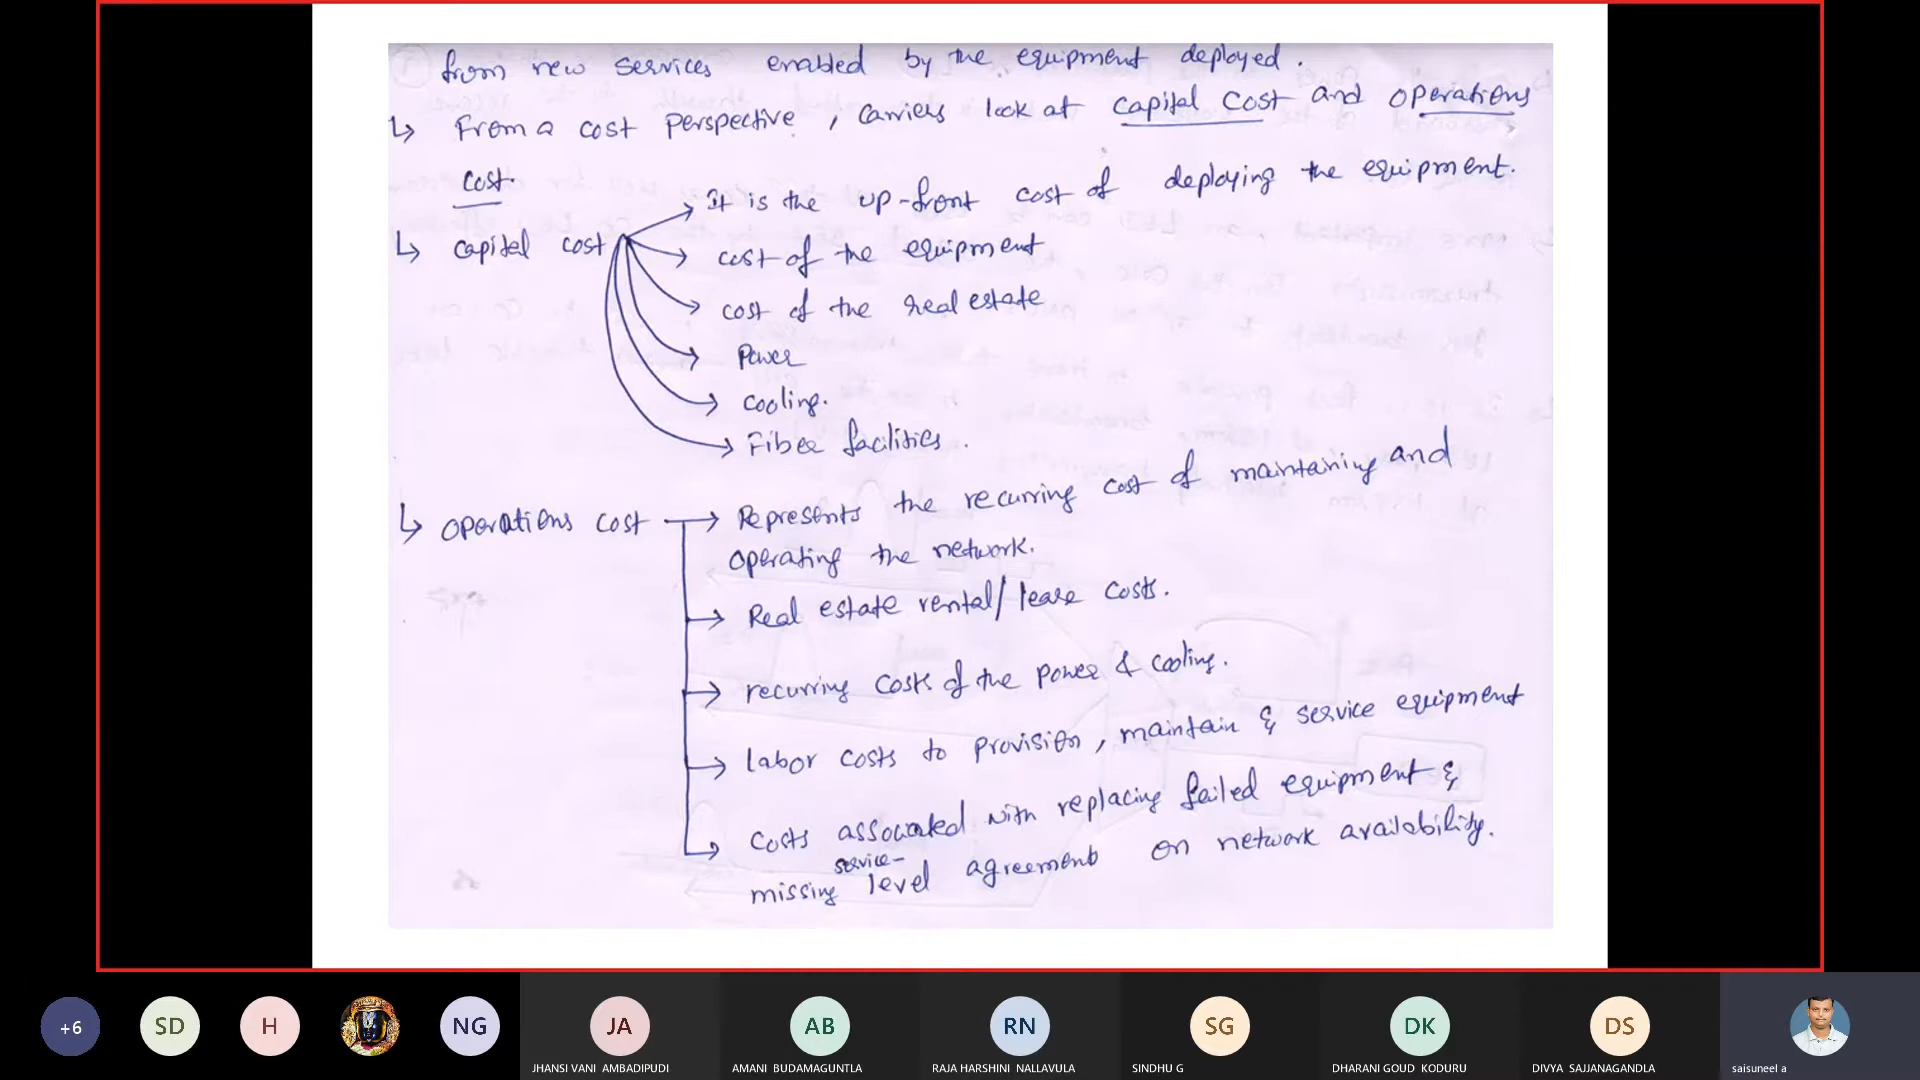 from new services enabled by the equipment deployed.
↳ From a cost perspective, carriers look at capital cost and operations
cost.
↳ capital cost → It is the up-front cost of deploying the equipment.
→ cost of the equipment
→ cost of the real estate
→ Power
→ cooling.
→ Fiber facilities.
↳ operations cost → Represents the recurring cost of maintaining and
operating the network.
→ Real estate rental/lease costs.
→ recurring costs of the power & cooling.
→ labor costs to provision, maintain & service equipment
→ costs associated with replacing failed equipment &
missing service-level agreements on network availability.
+6
SD
H
NG
JA
AB
RN
SG
DK
DS
JHANSI VANI AMBADIPUDI
AMANI BUDAMAGUNTLA
RAJA HARSHINI NALLAVULA
SINDHU G
DHARANI GOUD KODURU
DIVYA SAJJANAGANDLA
saisuneel a